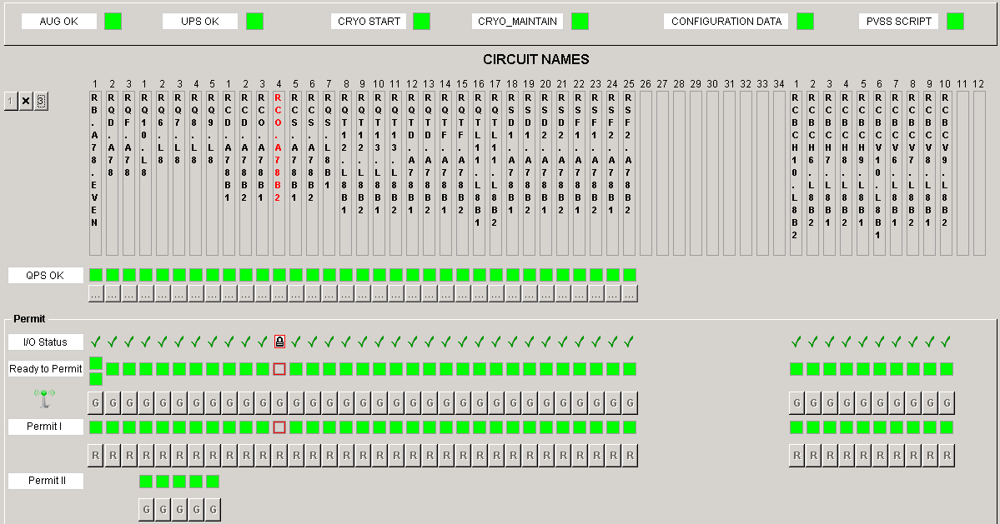 AUG OK UPS OK CRYO START CRYO_MAINTAIN CONFIGURATION DATA PVSS SCRIPT
CIRCUIT NAMES
1 2 3 1 2 3 4 5 1 2 3 4 5 6 7 8 9 10 11 12 13 14 15 16 17 18 19 20 21 22 23 24 25 26 27 28 29 30 31 32 33 34 1 2 3 4 5 6 7 8 9 10 11 12
1 3
RB.A78.EVEN
RQD.A78
RQF.A78
RQ10.L8
RQ6.L8
RQ7.L8
RQ8.L8
RQ9.L8
RCD.A78B1
RCD.A78B2
RCO.A78B1
RCO.A78B2
RCS.A78B1
RCS.A78B2
RQS.L8B1
RQT12.L8B1
RQT12.L8B2
RQT13.L8B1
RQT13.L8B2
RQTD.A78B1
RQTD.A78B2
RQTF.A78B1
RQTF.A78B2
RQTL11.L8B1
RQTL11.L8B2
RSD1.A78B1
RSD1.A78B2
RSD2.A78B1
RSD2.A78B2
RSF1.A78B1
RSF1.A78B2
RSF2.A78B1
RSF2.A78B2
RCBCH10.L8B2
RCBCH6.L8B2
RCBCH7.L8B1
RCBCH8.L8B2
RCBCH9.L8B1
RCBCV10.L8B1
RCBCV6.L8B1
RCBCV7.L8B2
RCBCV8.L8B1
RCBCV9.L8B2
QPS OK
... ... ... ... ... ... ... ... ... ... ... ... ... ... ... ... ... ... ... ... ... ... ... ... ... ... ... ... ... ... ... ... ...
Permit
I/O Status
Ready to Permit
G G G G G G G G G G G G G G G G G G G G G G G G G G G G G G G G G G G G G G G G G G G
Permit I
R R R R R R R R R R R R R R R R R R R R R R R R R R R R R R R R R R R R R R R R R R R
Permit II
G G G G G